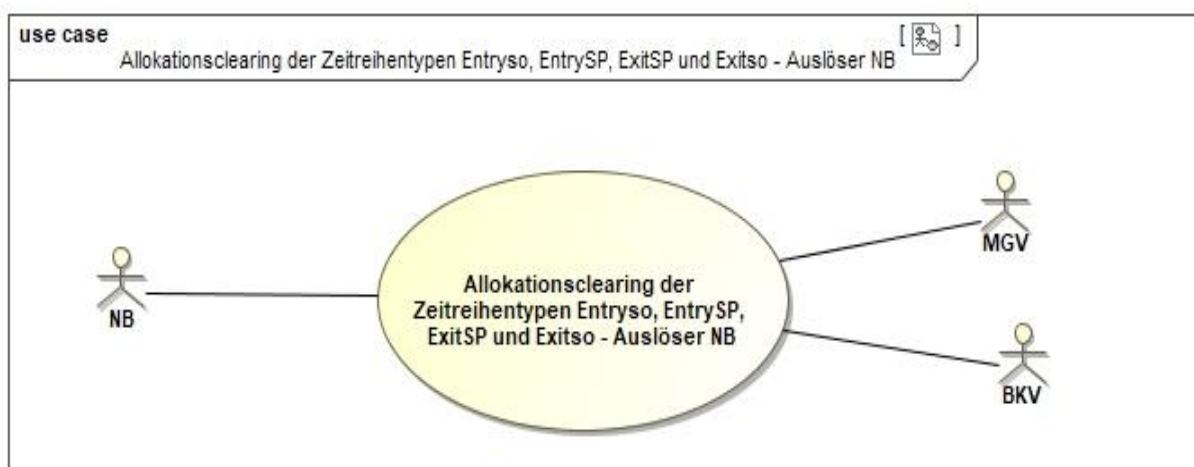 use case
Allokationsclearing der Zeitreihentypen Entryso, EntrySP, ExitSP und Exitso - Auslöser NB
[ ]
NB
Allokationsclearing der
Zeitreihentypen Entryso, EntrySP,
ExitSP und Exitso - Auslöser NB
MGV
BKV